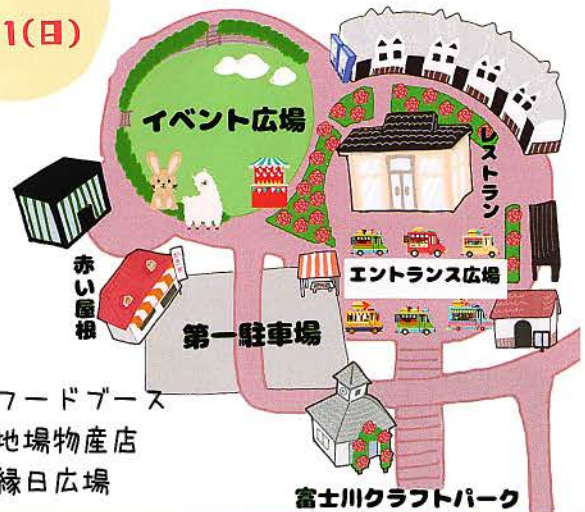 1(日)
イベント広場
レストラン
赤い屋根
エントランス広場
第一駐車場
フードブース
地場物産店
縁日広場
富士川クラフトパーク